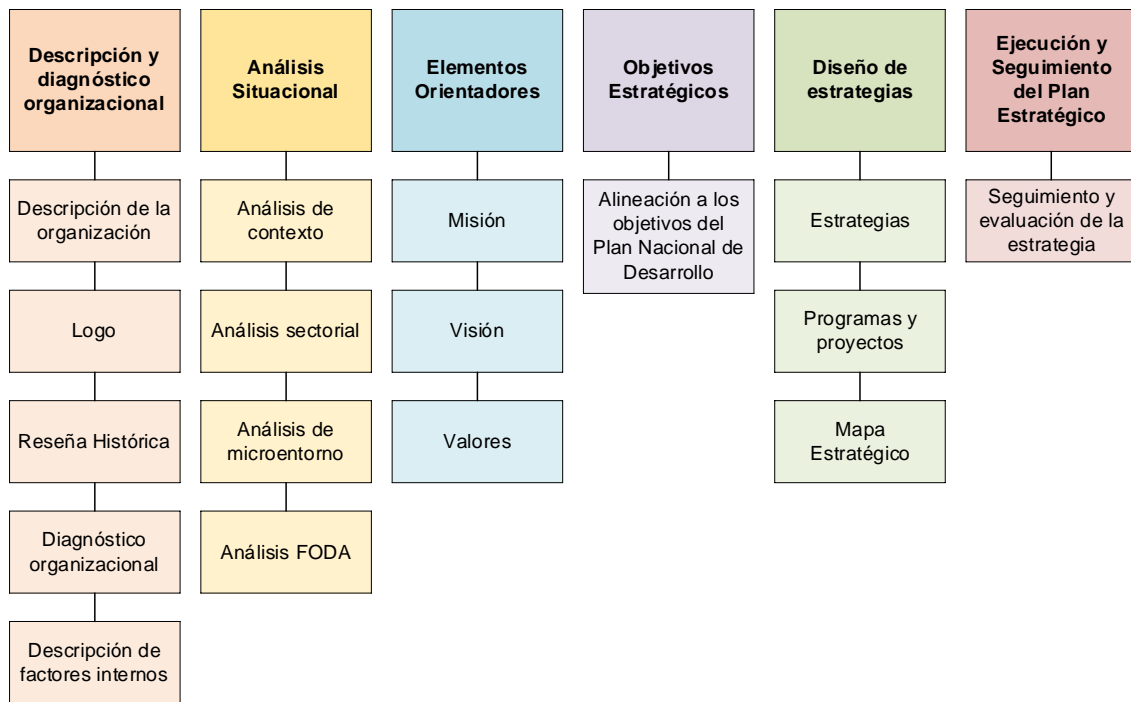 Descripción y
diagnóstico
organizacional
Descripción de la
organización
Logo
Reseña Histórica
Diagnóstico
organizacional
Descripción de
factores internos
Análisis
Situacional
Análisis de
contexto
Análisis sectorial
Análisis de
microentorno
Análisis FODA
Elementos
Orientadores
Misión
Visión
Valores
Objetivos
Estratégicos
Alineación a los
objetivos del
Plan Nacional de
Desarrollo
Diseño de
estrategias
Estrategias
Programas y
proyectos
Mapa
Estratégico
Ejecución y
Seguimiento
del Plan
Estratégico
Seguimiento y
evaluación de la
estrategia